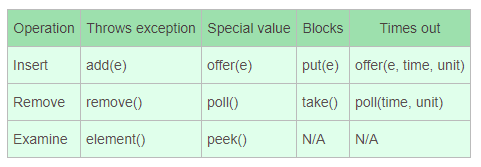 Operation Throws exception Special value Blocks Times out
Insert add(e) offer(e) put(e) offer(e, time, unit)
Remove remove() poll() take() poll(time, unit)
Examine element() peek() N/A N/A